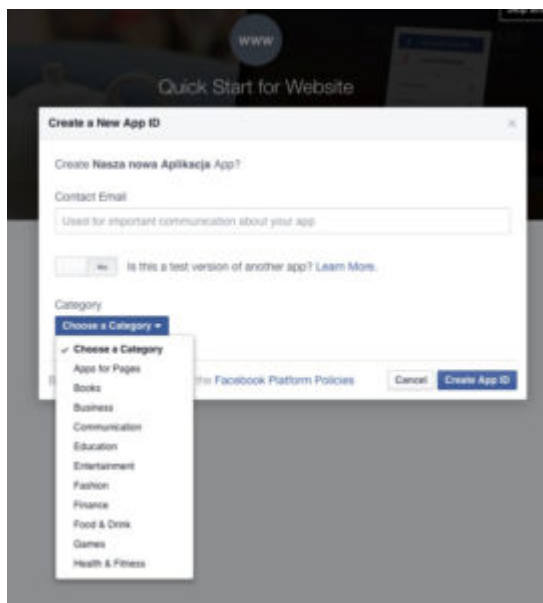 www
Quick Start for Website
Create a New App ID
×
Create Nasza nowa Aplikacja App?
Contact Email
Used for important communication about your app
No
Is this a test version of another app? Learn More.
Category
Choose a Category
✓ Choose a Category
Apps for Pages
the Facebook Platform Policies
Cancel
Create App ID
Books
Business
Communication
Education
Entertainment
Fashion
Finance
Food & Drink
Games
Health & Fitness